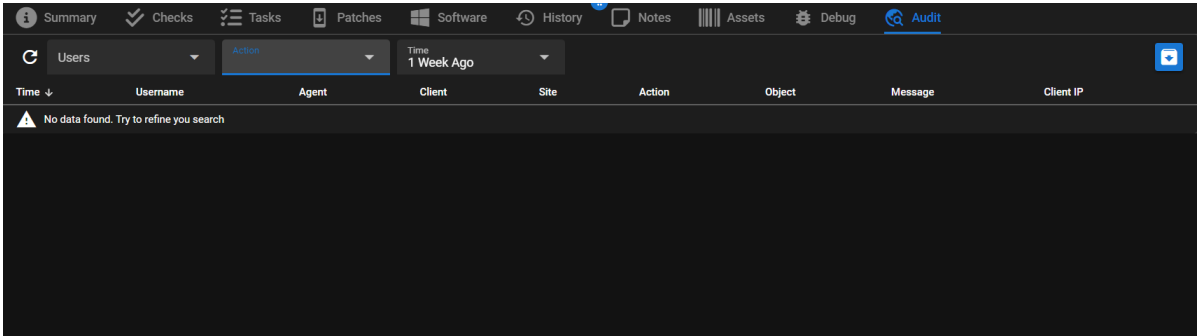 Summary Checks Tasks Patches Software History Notes Assets Debug Audit
Users Action Time
1 Week Ago
Time Username Agent Client Site Action Object Message Client IP
No data found. Try to refine you search